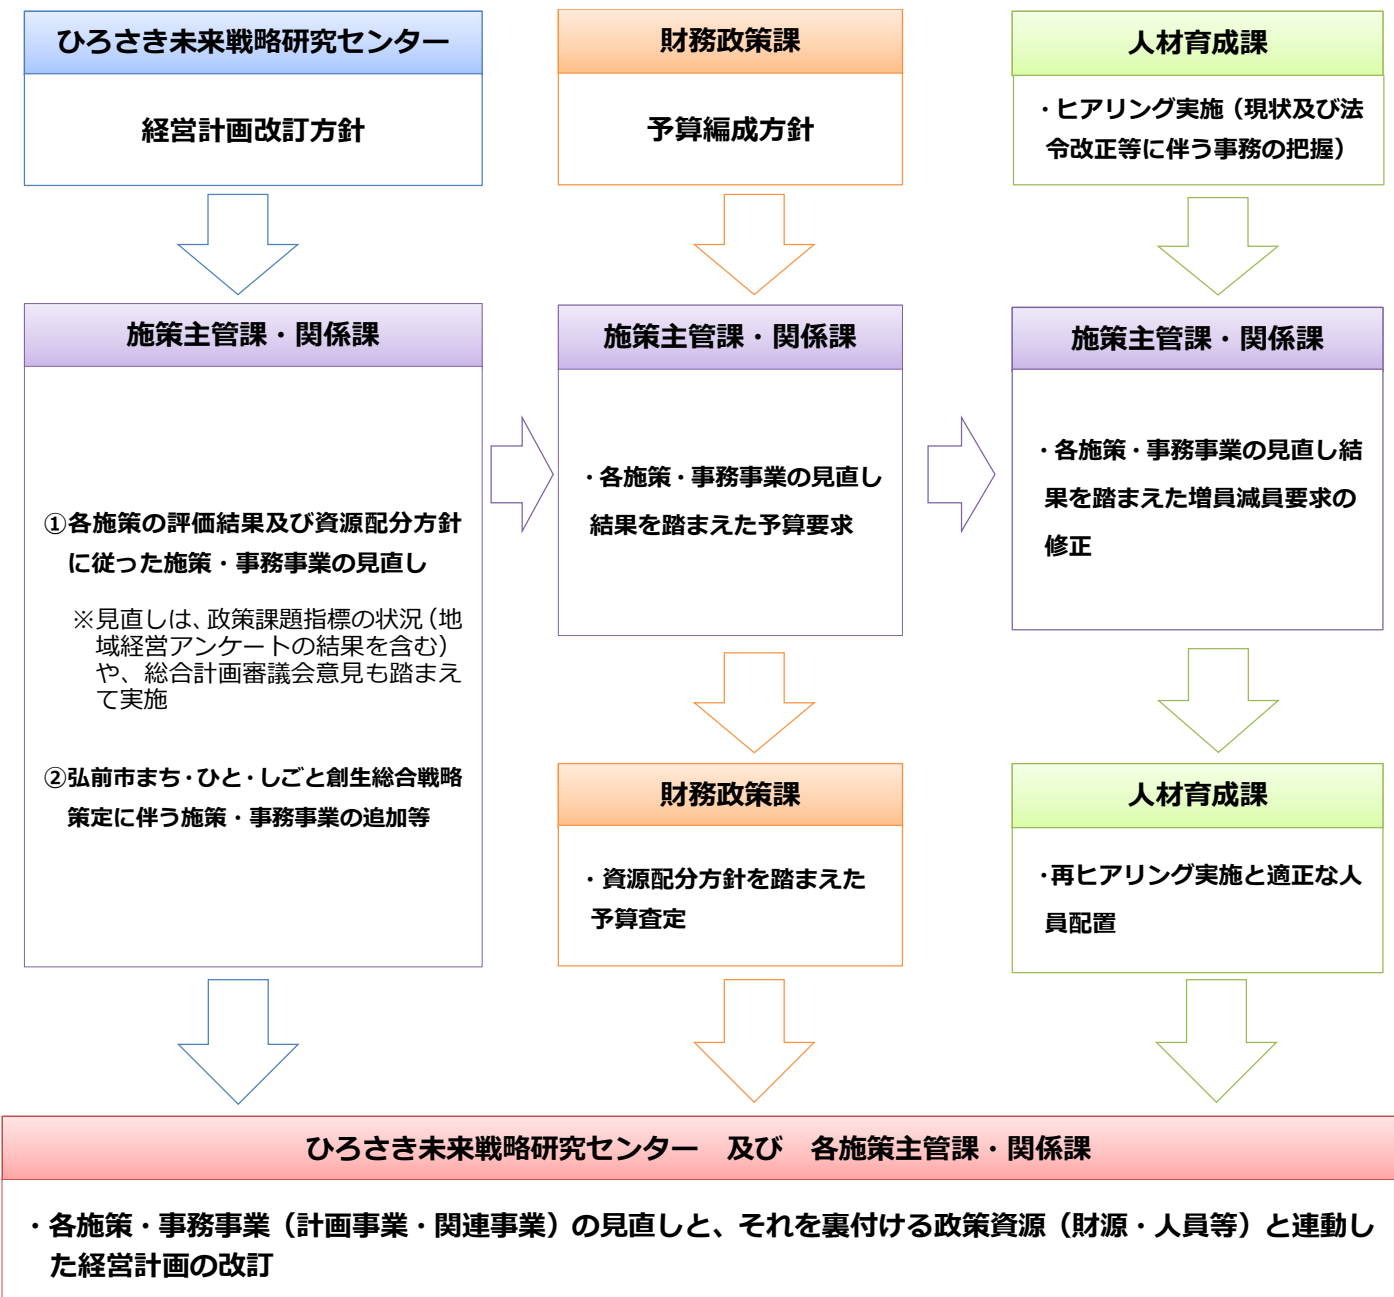 ひろさき未来戦略研究センター
経営計画改訂方針
財務政策課
予算編成方針
人材育成課
・ヒアリング実施（現状及び法
令改正等に伴う事務の把握）
施策主管課・関係課
①各施策の評価結果及び資源配分方針
に従った施策・事務事業の見直し
※見直しは、政策課題指標の状況（地
域経営アンケートの結果を含む）
や、総合計画審議会意見も踏まえ
て実施
②弘前市まち・ひと・しごと創生総合戦略
策定に伴う施策・事務事業の追加等
施策主管課・関係課
・各施策・事務事業の見直し
結果を踏まえた予算要求
施策主管課・関係課
・各施策・事務事業の見直し結
果を踏まえた増員減員要求の
修正
財務政策課
・資源配分方針を踏まえた
予算査定
人材育成課
・再ヒアリング実施と適正な人
員配置
ひろさき未来戦略研究センター　及び　各施策主管課・関係課
・各施策・事務事業（計画事業・関連事業）の見直しと、それを裏付ける政策資源（財源・人員等）と連動し
た経営計画の改訂